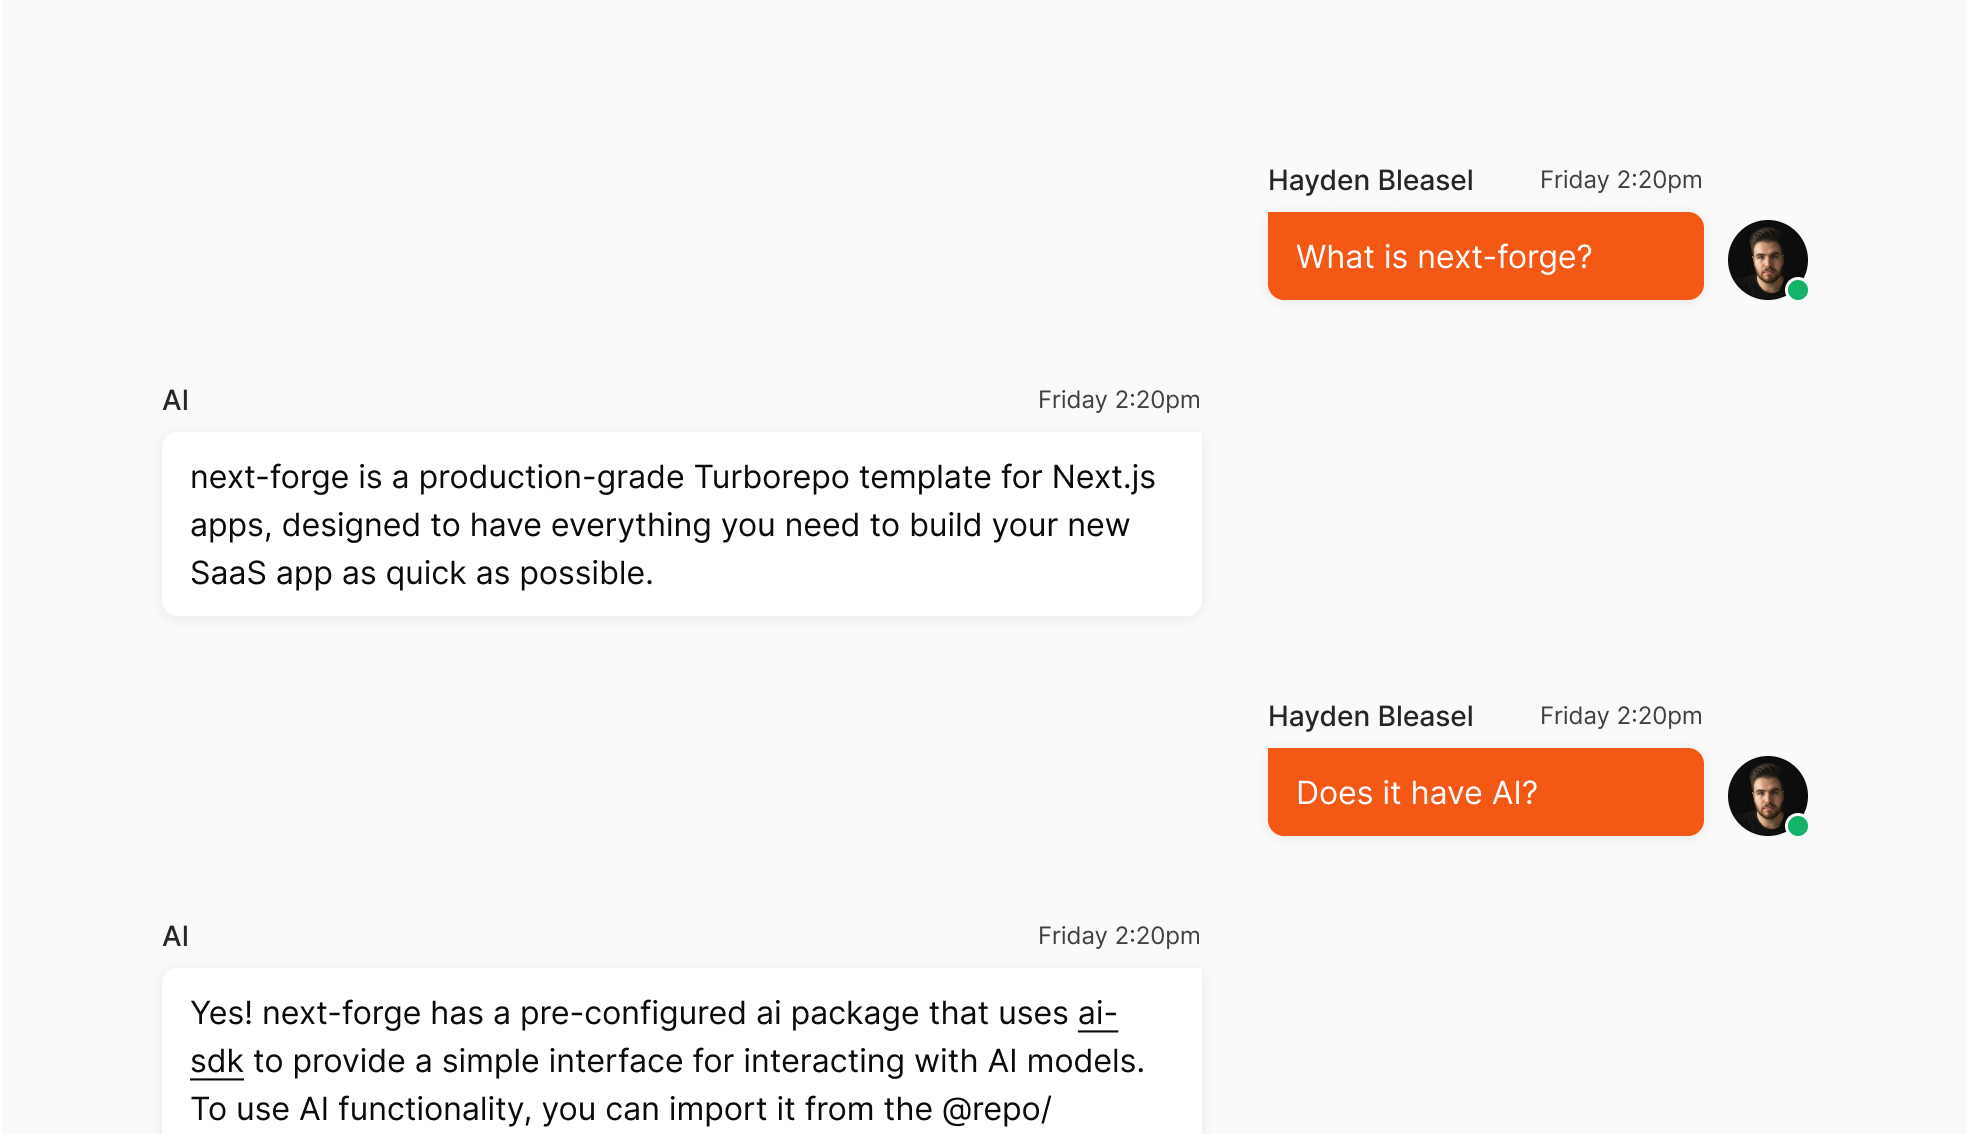 Hayden Bleasel Friday 2:20pm
What is next-forge?
AI Friday 2:20pm
next-forge is a production-grade Turborepo template for Next.js
apps, designed to have everything you need to build your new
SaaS app as quick as possible.
Hayden Bleasel Friday 2:20pm
Does it have AI?
AI Friday 2:20pm
Yes! next-forge has a pre-configured ai package that uses ai-
sdk to provide a simple interface for interacting with AI models.
To use AI functionality, you can import it from the @repo/